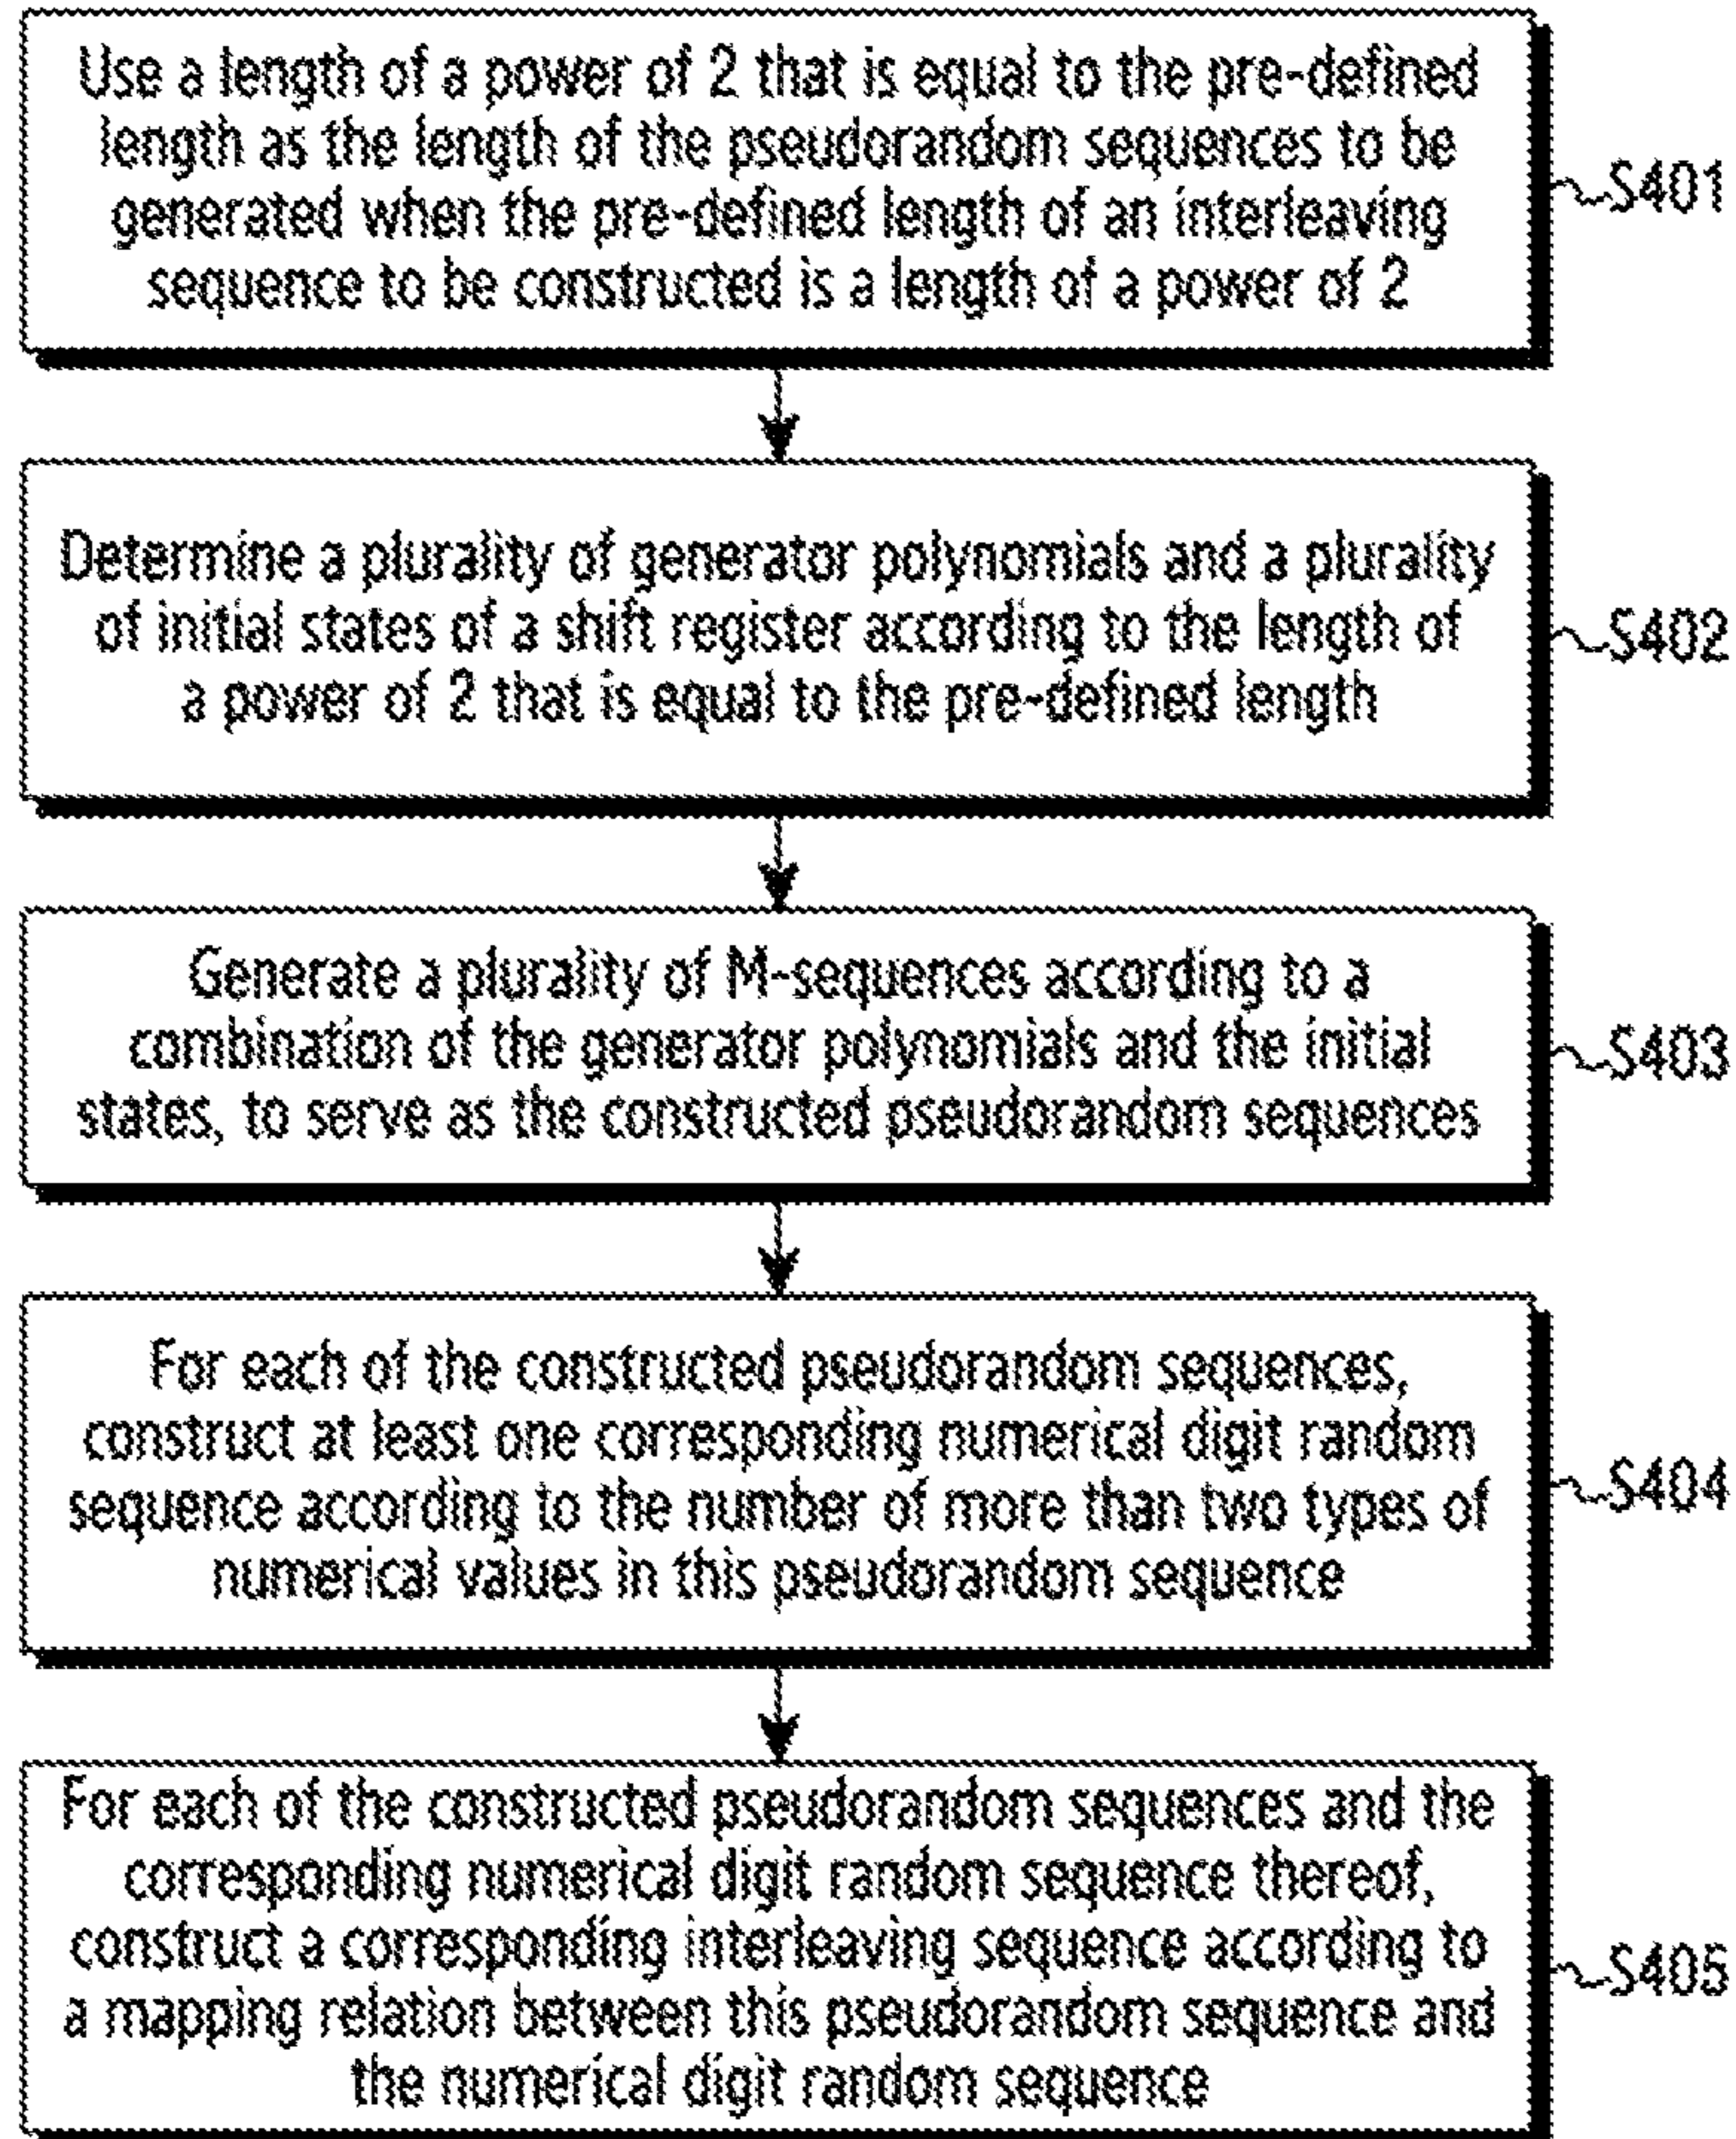 Use a length of a power of 2 that is equal to the pre-defined
length as the length of the pseudorandom sequences to be
generated when the pre-defined length of an interleaving
sequence to be constructed is a length of a power of 2
S401
Determine a plurality of generator polynomials and a plurality
of initial states of a shift register according to the length of
a power of 2 that is equal to the pre-defined length
S402
Generate a plurality of M-sequences according to a
combination of the generator polynomials and the initial
states, to serve as the constructed pseudorandom sequences
S403
For each of the constructed pseudorandom sequences,
construct at least one corresponding numerical digit random
sequence according to the number of more than two types of
numerical values in this pseudorandom sequence
S404
For each of the constructed pseudorandom sequences and the
corresponding numerical digit random sequence thereof,
construct a corresponding interleaving sequence according to
a mapping relation between this pseudorandom sequence and
the numerical digit random sequence
S405